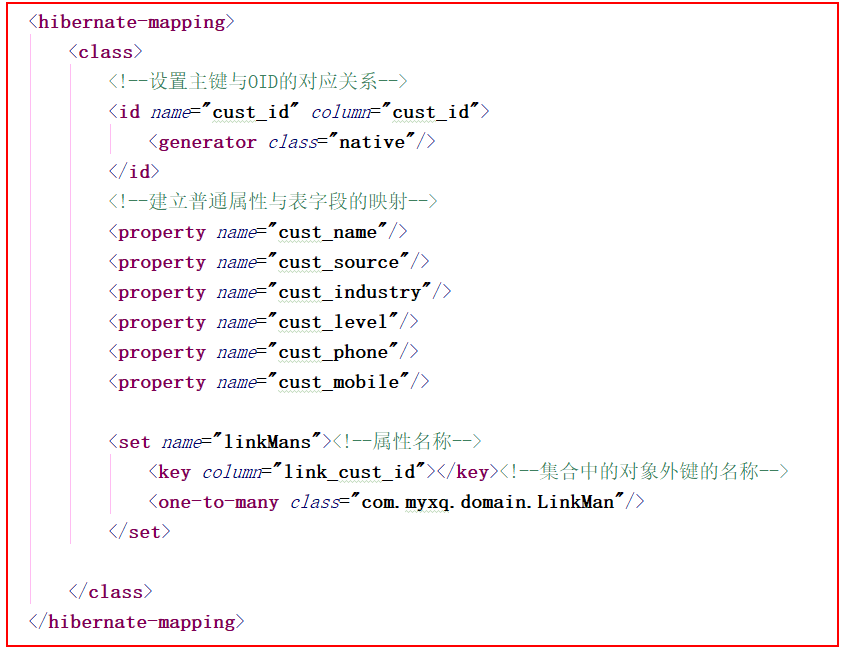 <hibernate-mapping>
<class>
<!--设置主键与OID的对应关系-->
<id name="cust_id" column="cust_id">
<generator class="native"/>
</id>
<!--建立普通属性与表字段的映射-->
<property name="cust_name"/>
<property name="cust_source"/>
<property name="cust_industry"/>
<property name="cust_level"/>
<property name="cust_phone"/>
<property name="cust_mobile"/>
<set name="linkMans"><!--属性名称-->
<key column="link_cust_id"></key><!--集合中的对象外键的名称-->
<one-to-many class="com.myxq.domain.LinkMan"/>
</set>
</class>
</hibernate-mapping>